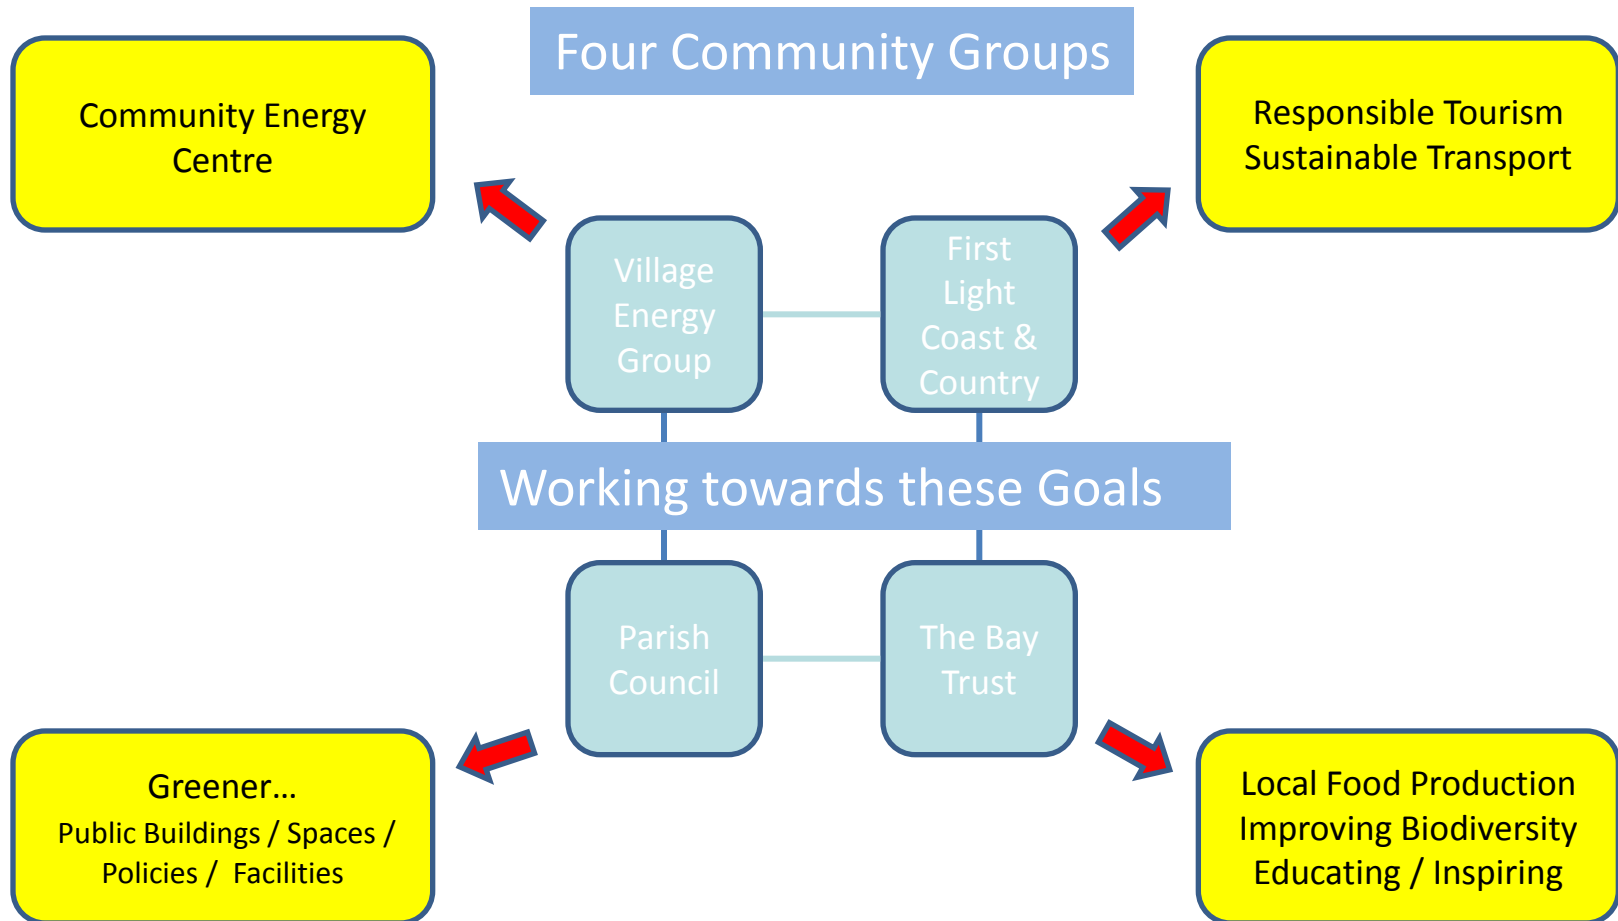 Four Community Groups
Community Energy
Centre
Responsible Tourism
Sustainable Transport
Village
Energy
Group
First
Light
Coast &
Country
Working towards these Goals
Parish
Council
The Bay
Trust
Greener...
Public Buildings / Spaces /
Policies / Facilities
Local Food Production
Improving Biodiversity
Educating / Inspiring